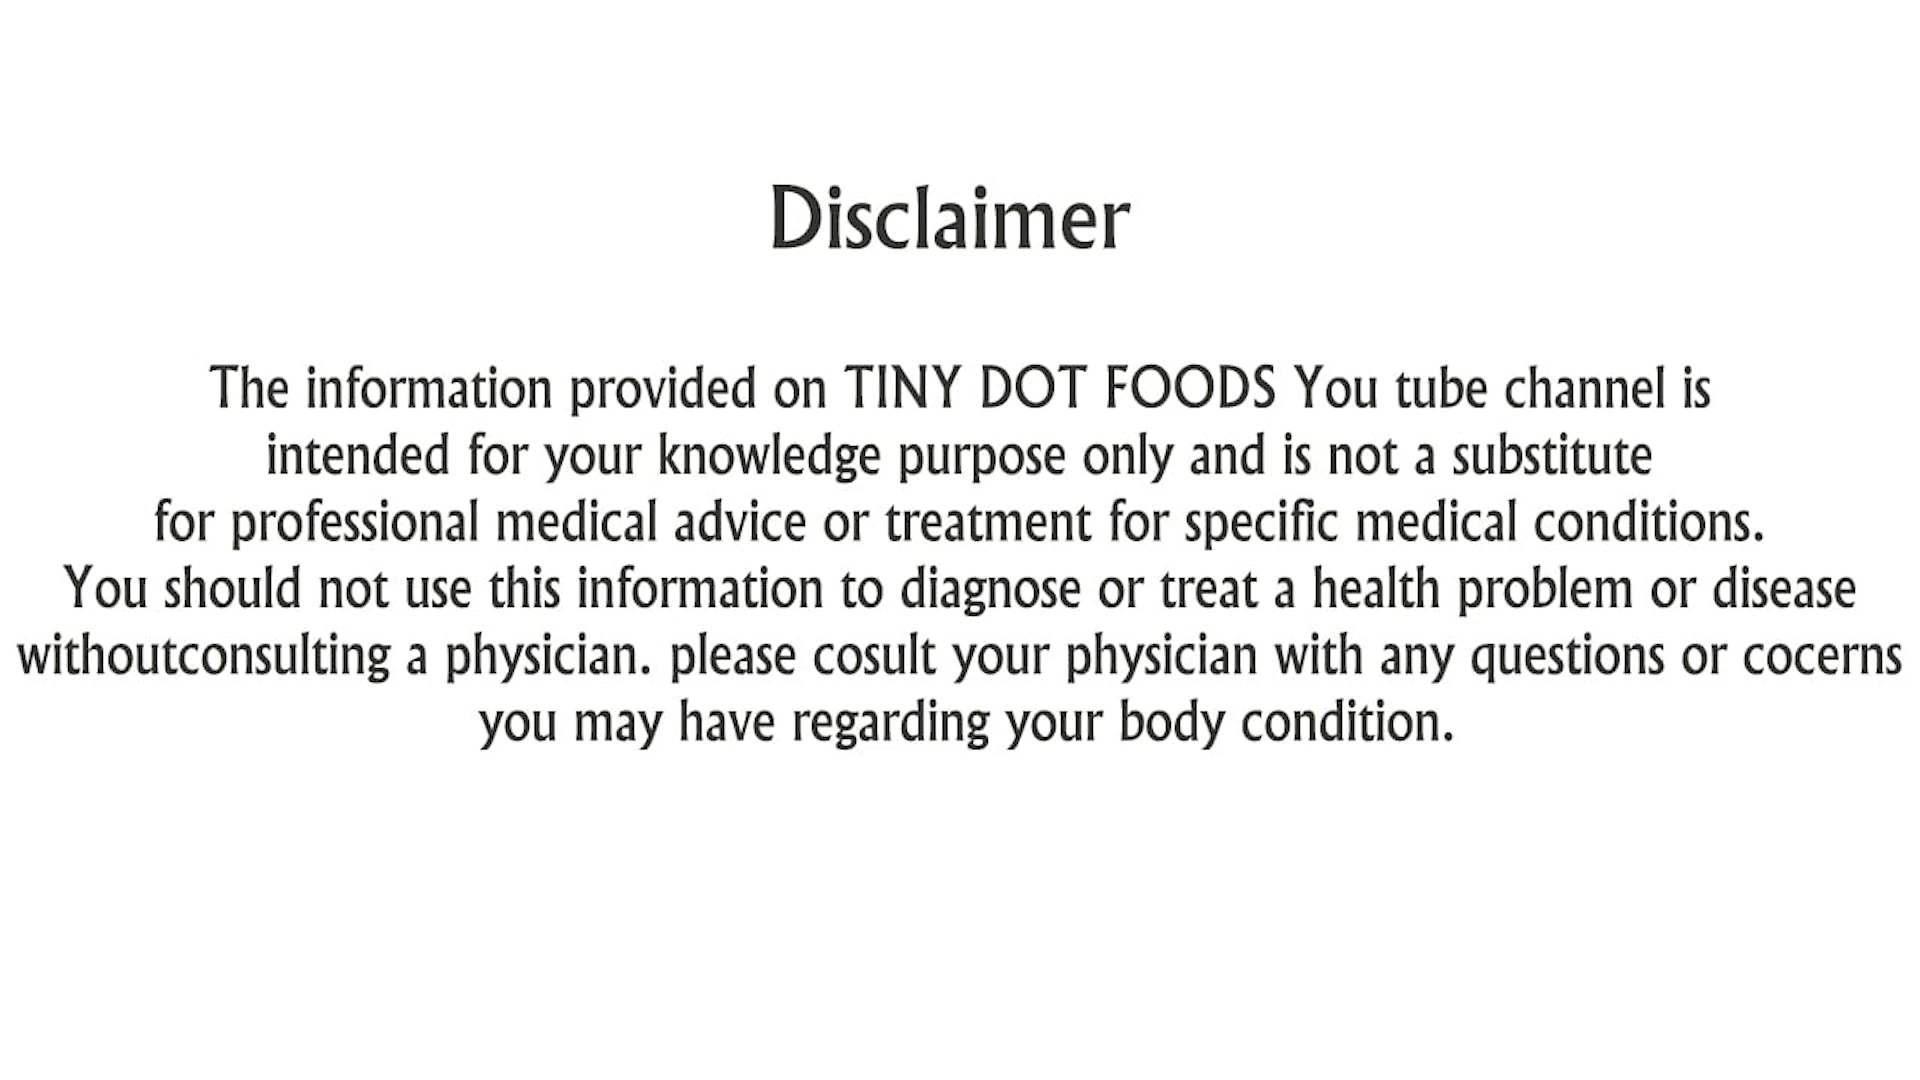 Disclaimer
The information provided on TINY DOT FOODS You tube channel is
intended for your knowledge purpose only and is not a substitute
for professional medical advice or treatment for specific medical conditions.
You should not use this information to diagnose or treat a health problem or disease
withoutconsulting a physician. please cosult your physician with any questions or cocerns
you may have regarding your body condition.